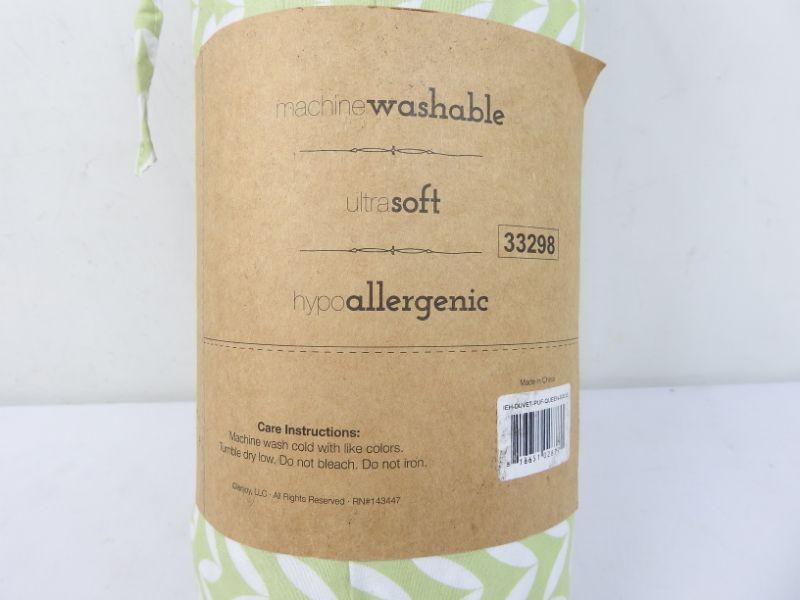 machinewashable
ultrasoft
33298
hypoallergenic
Made in China
Care Instructions:
Machine wash cold with like colors.
Tumble dry low. Do not bleach. Do not iron.
LLC · All Rights Reserved · RN#143447